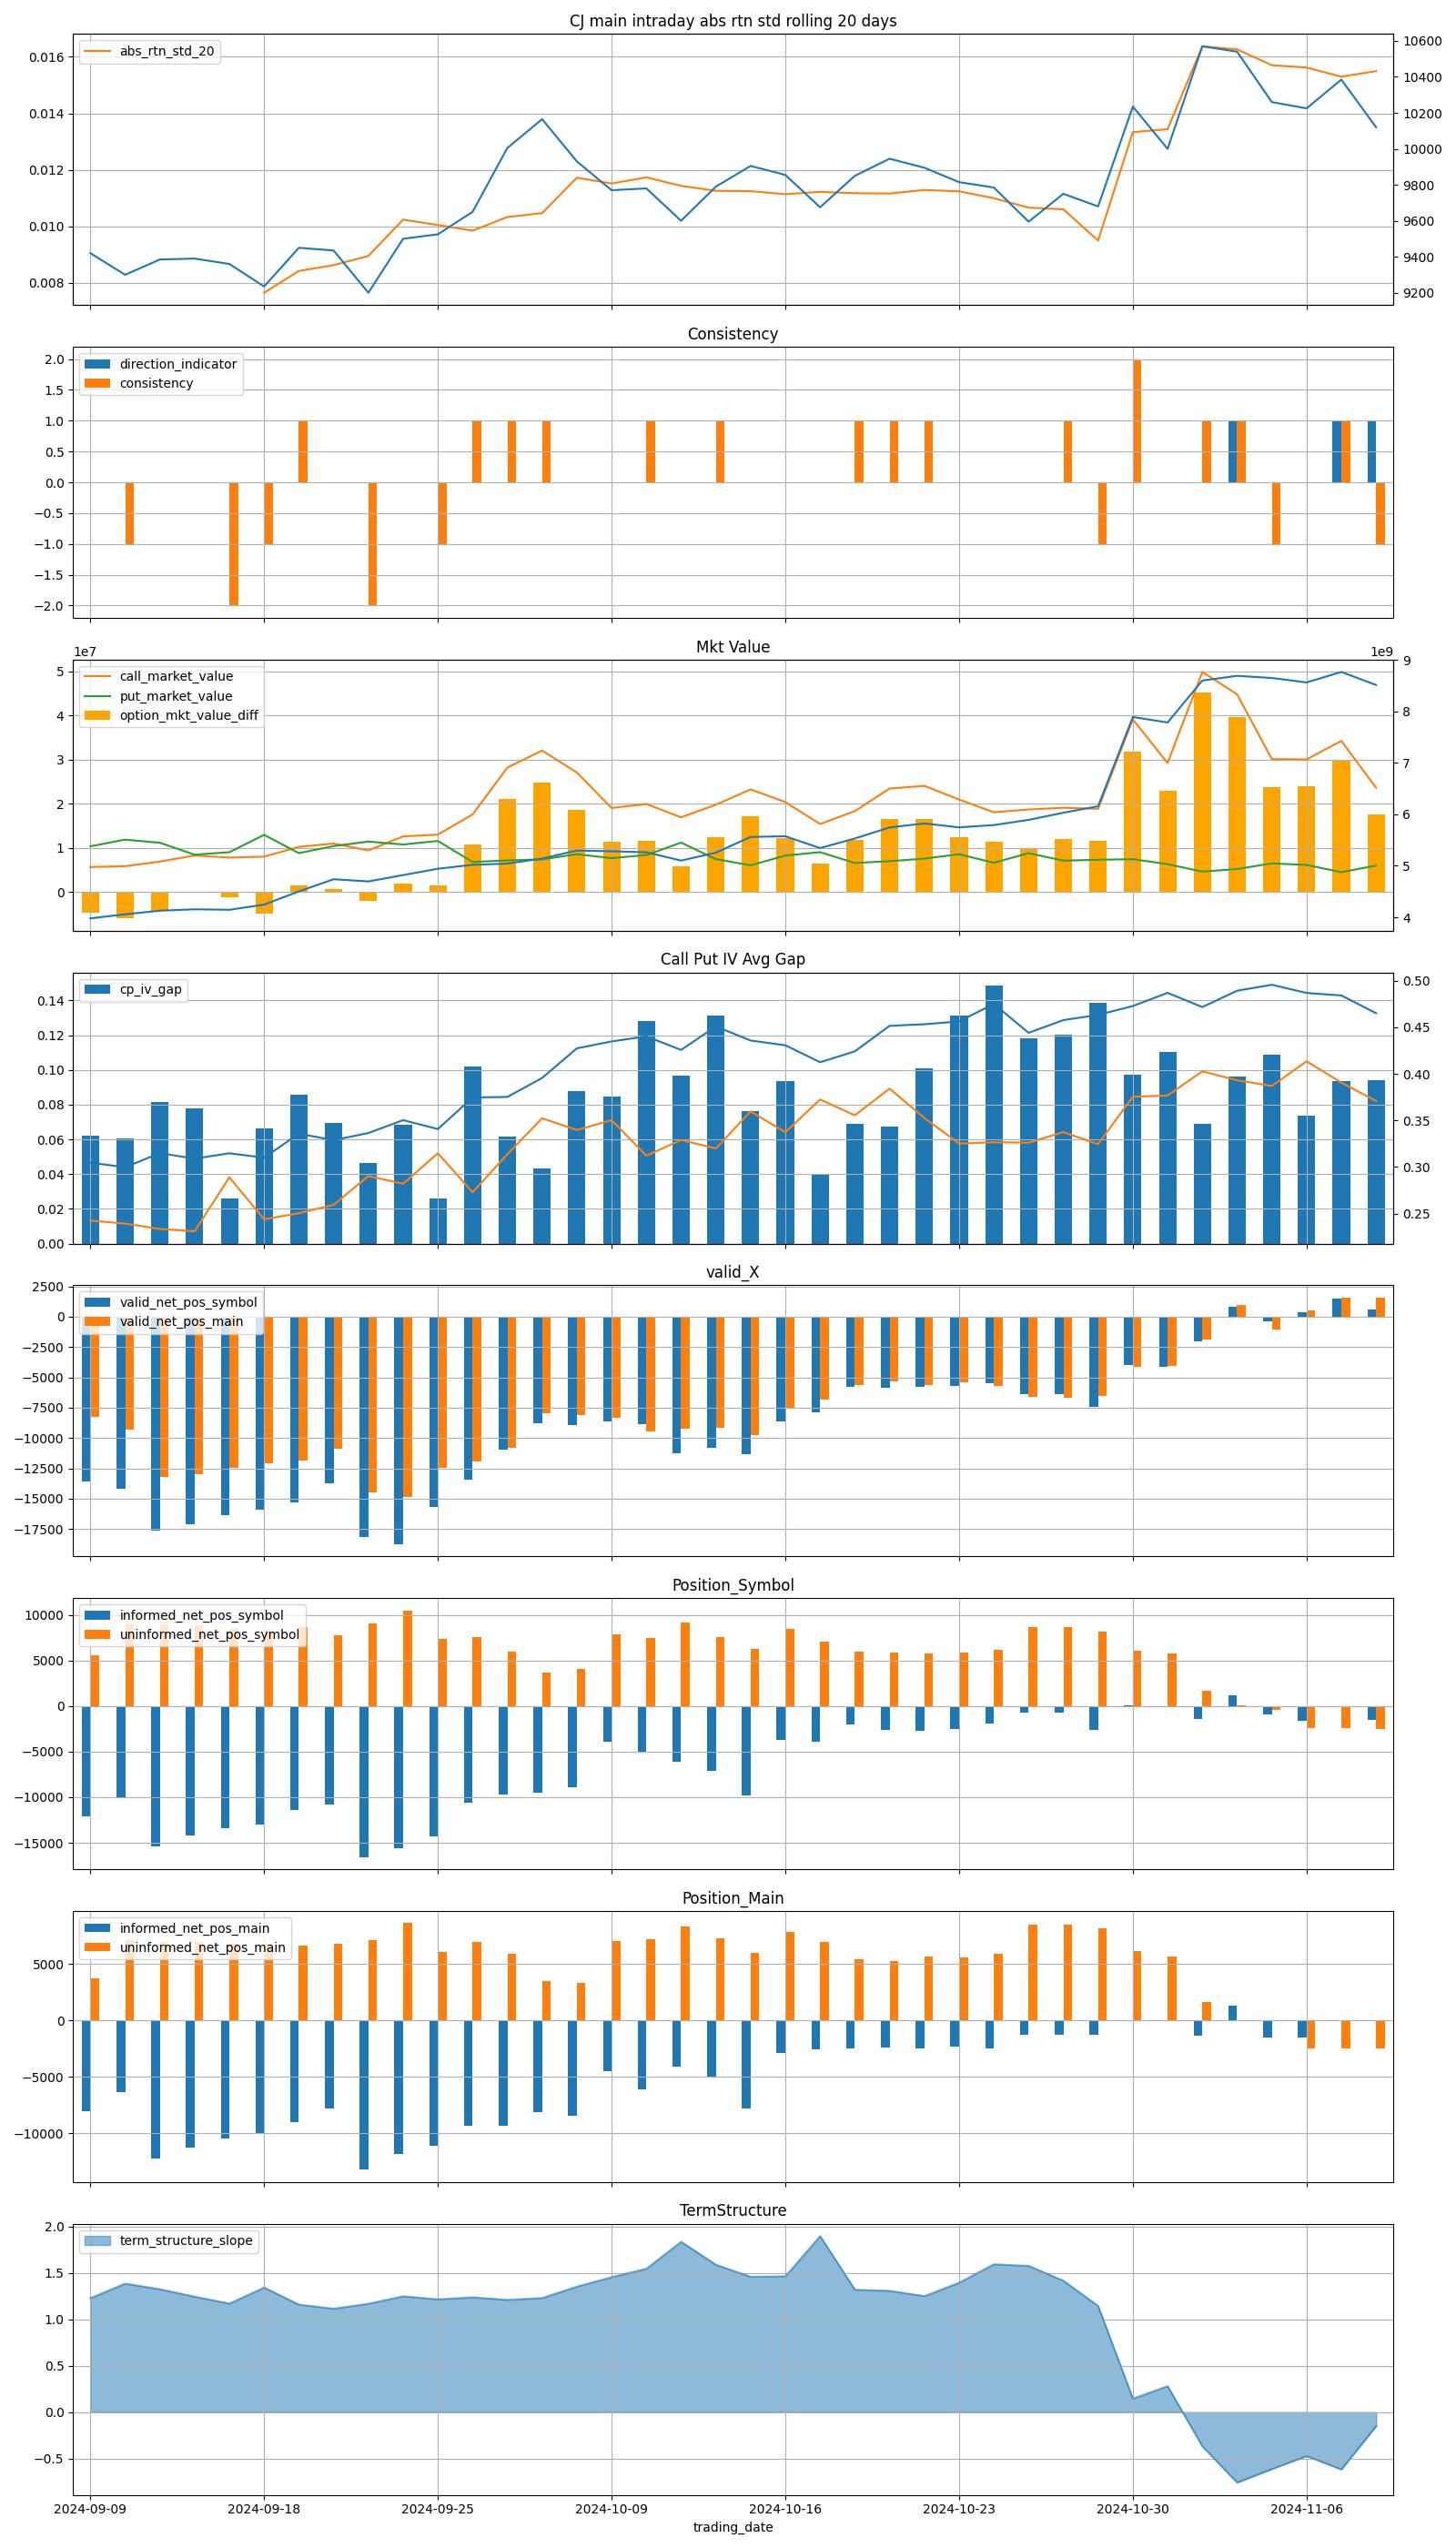 CJ main intraday abs rtn std rolling 20 days
abs_rtn_std_20
0.016
0.014
0.012
0.010
0.008
10600
10400
10200
10000
9800
9600
9400
9200
Consistency
direction_indicator
consistency
2.0
1.5
1.0
0.5
0.0
−0.5
−1.0
−1.5
−2.0
Mkt Value
1e7
1e9
call_market_value
put_market_value
option_mkt_value_diff
5
4
3
2
1
0
9
8
7
6
5
4
Call Put IV Avg Gap
cp_iv_gap
0.14
0.12
0.10
0.08
0.06
0.04
0.02
0.00
0.50
0.45
0.40
0.35
0.30
0.25
valid_X
valid_net_pos_symbol
valid_net_pos_main
2500
0
−2500
−5000
−7500
−10000
−12500
−15000
−17500
Position_Symbol
informed_net_pos_symbol
uninformed_net_pos_symbol
10000
5000
0
−5000
−10000
−15000
Position_Main
informed_net_pos_main
uninformed_net_pos_main
5000
0
−5000
−10000
TermStructure
term_structure_slope
2.0
1.5
1.0
0.5
0.0
−0.5
2024-09-09 2024-09-18 2024-09-25 2024-10-09 2024-10-16 2024-10-23 2024-10-30 2024-11-06
trading_date